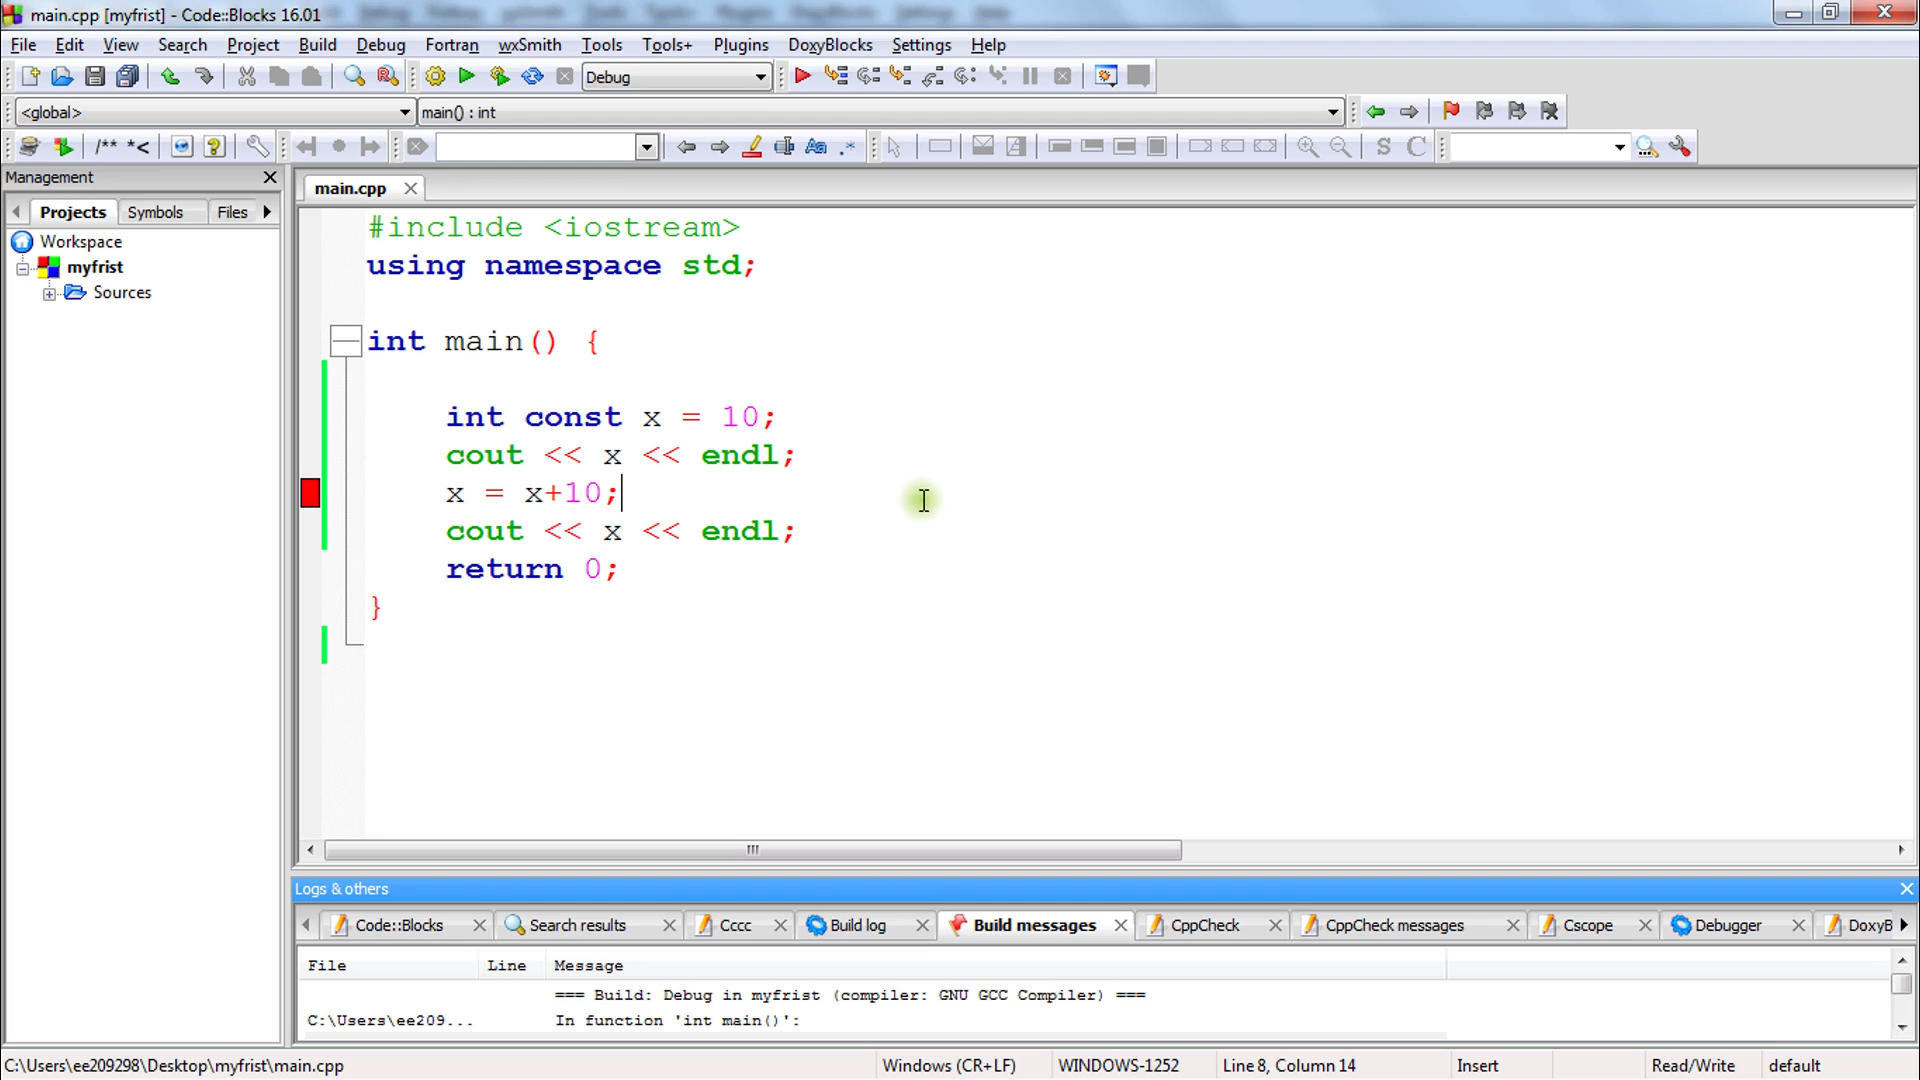 main.cpp [myfrist] - Code::Blocks 16.01
File Edit View Search Project Build Debug Fortran wxSmith Tools Tools+ Plugins DoxyBlocks Settings Help
Debug
<global> main() : int
/** *<
Management
main.cpp
Projects Symbols Files
Workspace
myfrist
Sources
#include <iostream>
using namespace std;
int main() {
int const x = 10;
cout << x << endl;
x = x+10;
cout << x << endl;
return 0;
}
Logs & others
Code::Blocks Search results Cccc Build log Build messages CppCheck CppCheck messages Cscope Debugger DoxyB
File Line Message
=== Build: Debug in myfrist (compiler: GNU GCC Compiler) ===
C:\Users\ee209... In function 'int main()':
C:\Users\ee209298\Desktop\myfrist\main.cpp Windows (CR+LF) WINDOWS-1252 Line 8, Column 14 Insert Read/Write default